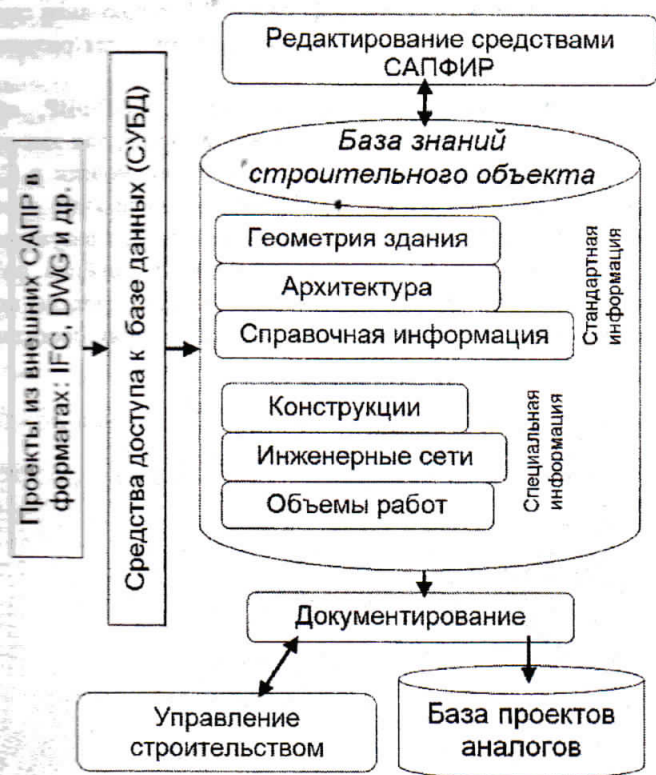 Редактирование средствами
САПФИР
Проекты из внешних САПР в
форматах: IFC, DWG и др.
Средства доступа к базе данных (СУБД)
База знаний
строительного объекта
Геометрия здания
Архитектура
Справочная информация
Стандартная
информация
Конструкции
Инженерные сети
Объемы работ
Специальная
информация
Документирование
Управление
строительством
База проектов
аналогов